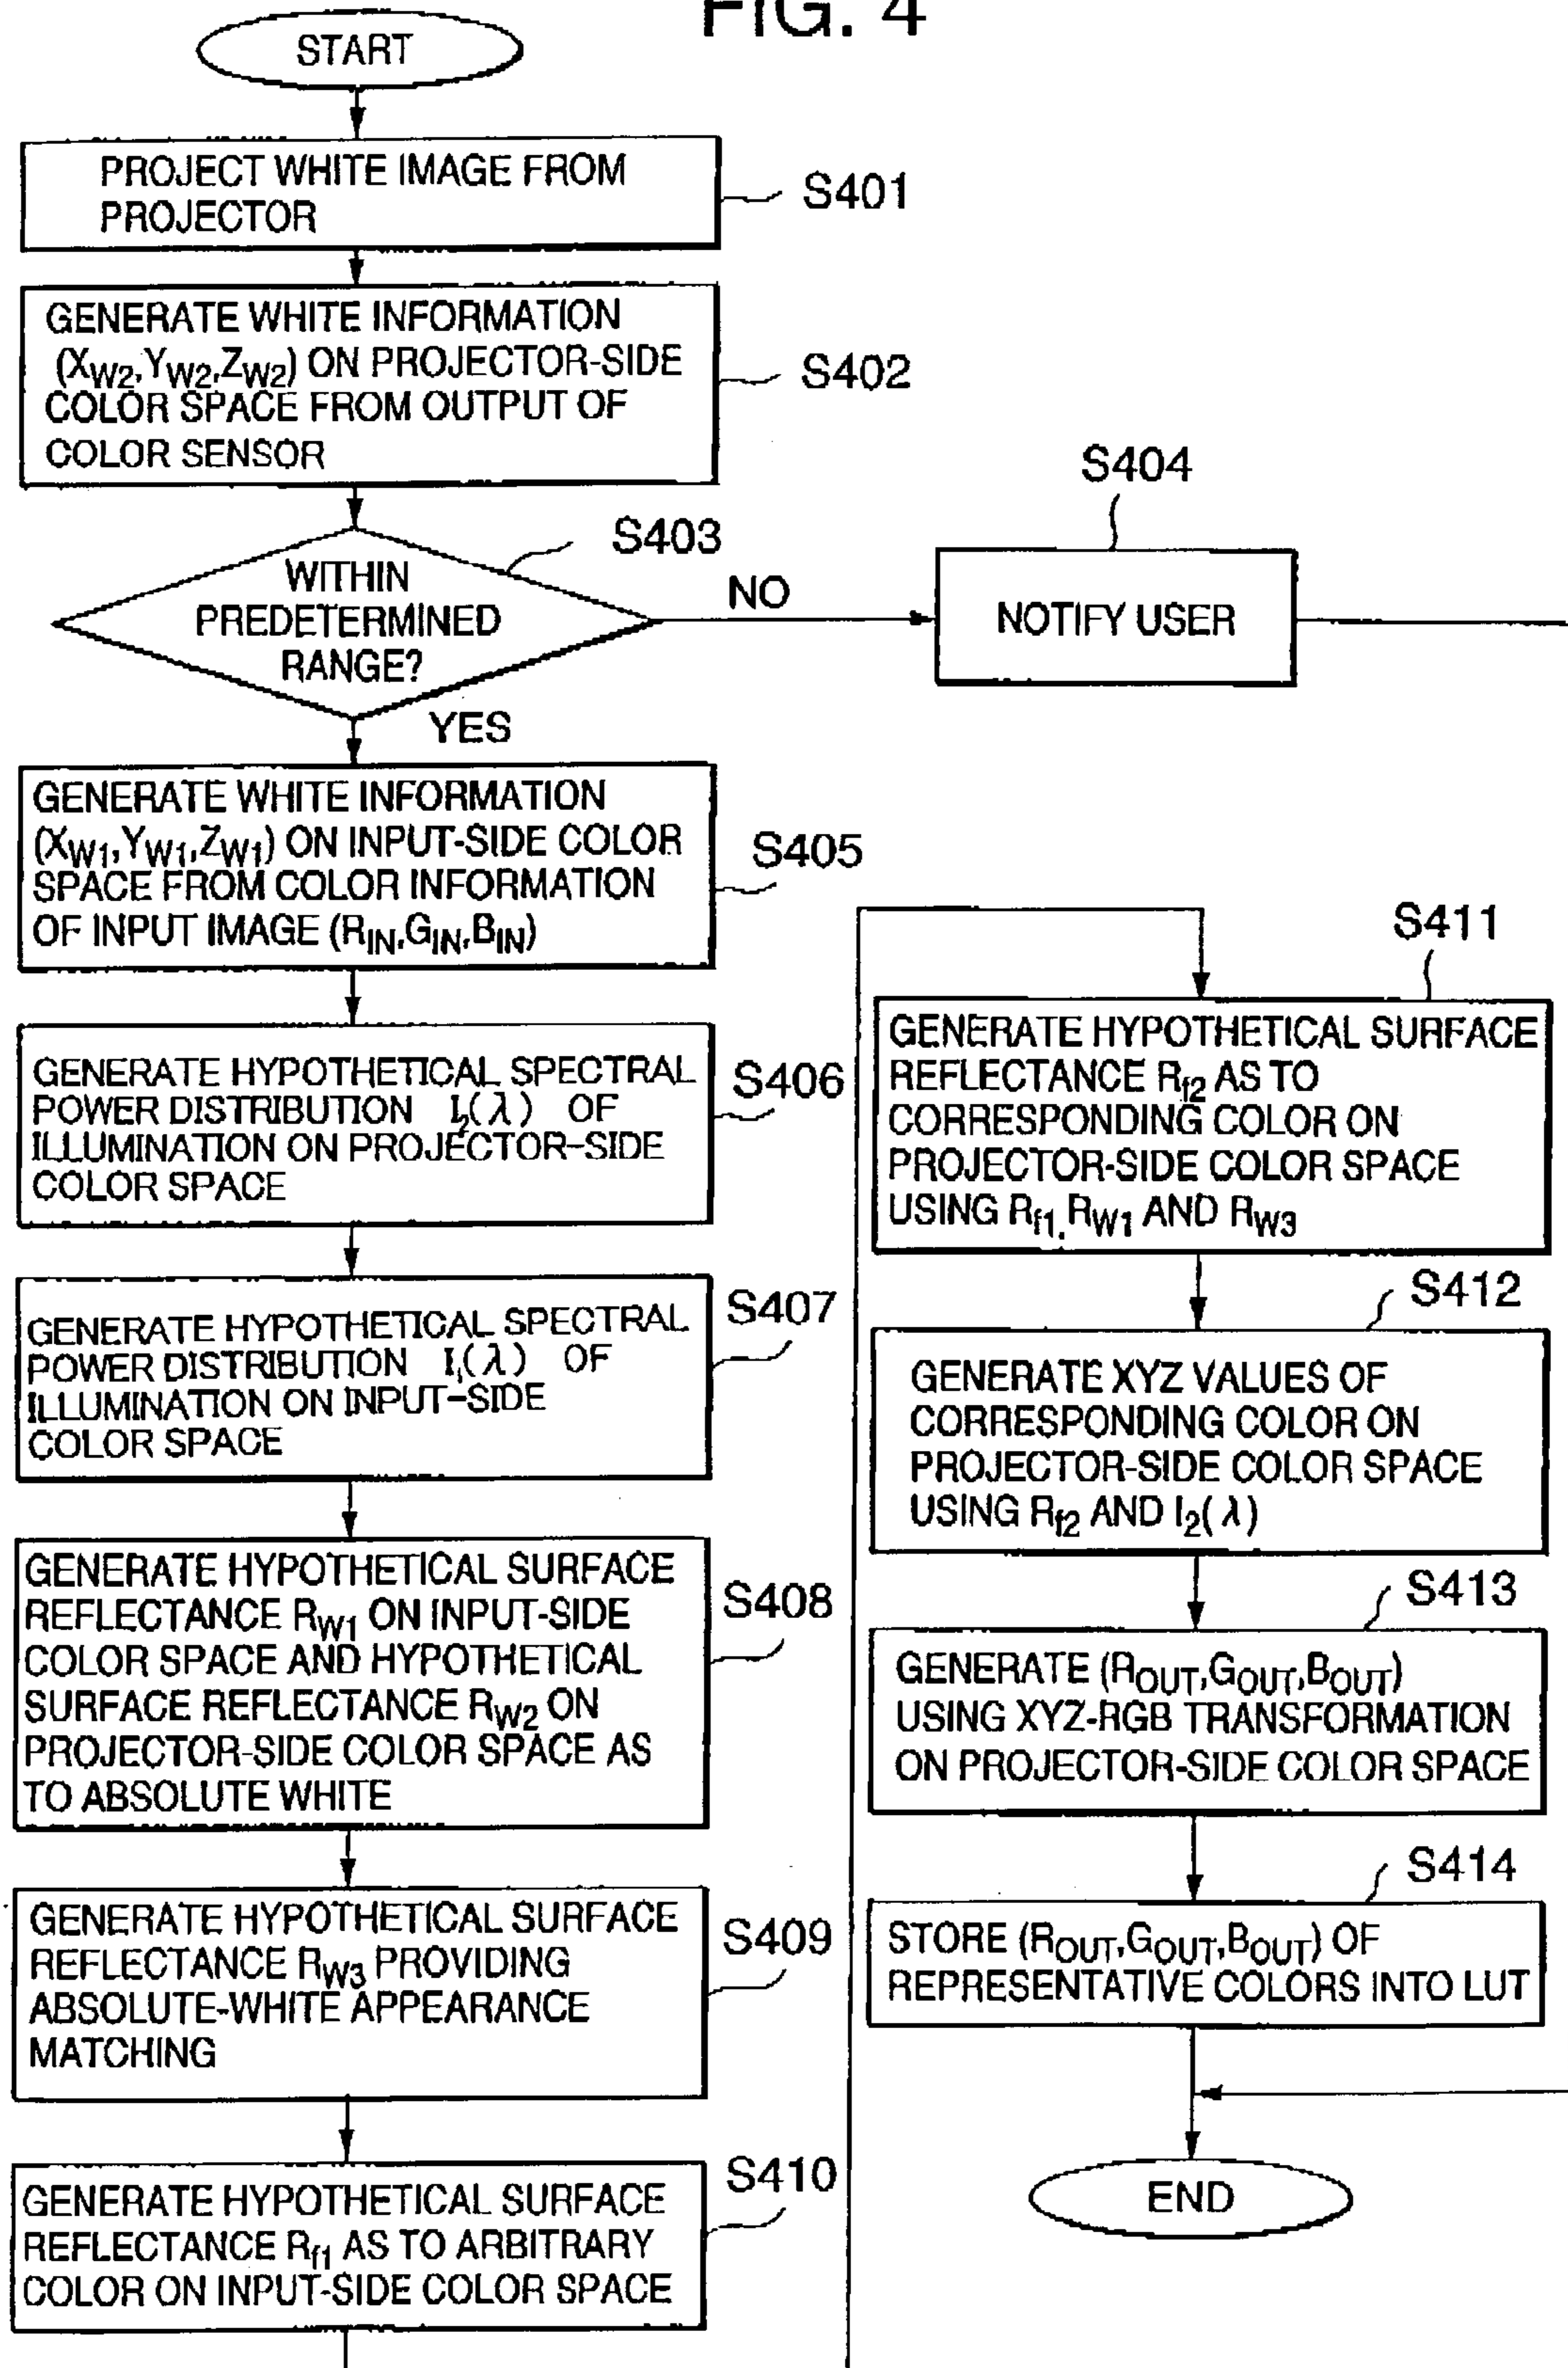 FIG. 4
START
PROJECT WHITE IMAGE FROM
PROJECTOR
S401
GENERATE WHITE INFORMATION
(XW2,YW2,ZW2) ON PROJECTOR-SIDE
COLOR SPACE FROM OUTPUT OF
COLOR SENSOR
S402
WITHIN
PREDETERMINED
RANGE?
S403
NO
YES
S404
NOTIFY USER
GENERATE WHITE INFORMATION
(XW1,YW1,ZW1) ON INPUT-SIDE COLOR
SPACE FROM COLOR INFORMATION
OF INPUT IMAGE (RIN,GIN,BIN)
S405
GENERATE HYPOTHETICAL SPECTRAL
POWER DISTRIBUTION I2(λ) OF
ILLUMINATION ON PROJECTOR-SIDE
COLOR SPACE
S406
GENERATE HYPOTHETICAL SPECTRAL
POWER DISTRIBUTION I1(λ) OF
ILLUMINATION ON INPUT-SIDE
COLOR SPACE
S407
GENERATE HYPOTHETICAL SURFACE
REFLECTANCE RW1 ON INPUT-SIDE
COLOR SPACE AND HYPOTHETICAL
SURFACE REFLECTANCE RW2 ON
PROJECTOR-SIDE COLOR SPACE AS
TO ABSOLUTE WHITE
S408
GENERATE HYPOTHETICAL SURFACE
REFLECTANCE RW3 PROVIDING
ABSOLUTE-WHITE APPEARANCE
MATCHING
S409
GENERATE HYPOTHETICAL SURFACE
REFLECTANCE Rf1 AS TO ARBITRARY
COLOR ON INPUT-SIDE COLOR SPACE
S410
S411
GENERATE HYPOTHETICAL SURFACE
REFLECTANCE Rf2 AS TO
CORRESPONDING COLOR ON
PROJECTOR-SIDE COLOR SPACE
USING Rf1, RW1 AND RW3
S412
GENERATE XYZ VALUES OF
CORRESPONDING COLOR ON
PROJECTOR-SIDE COLOR SPACE
USING Rf2 AND I2(λ)
S413
GENERATE (ROUT,GOUT,BOUT)
USING XYZ-RGB TRANSFORMATION
ON PROJECTOR-SIDE COLOR SPACE
S414
STORE (ROUT,GOUT,BOUT) OF
REPRESENTATIVE COLORS INTO LUT
END